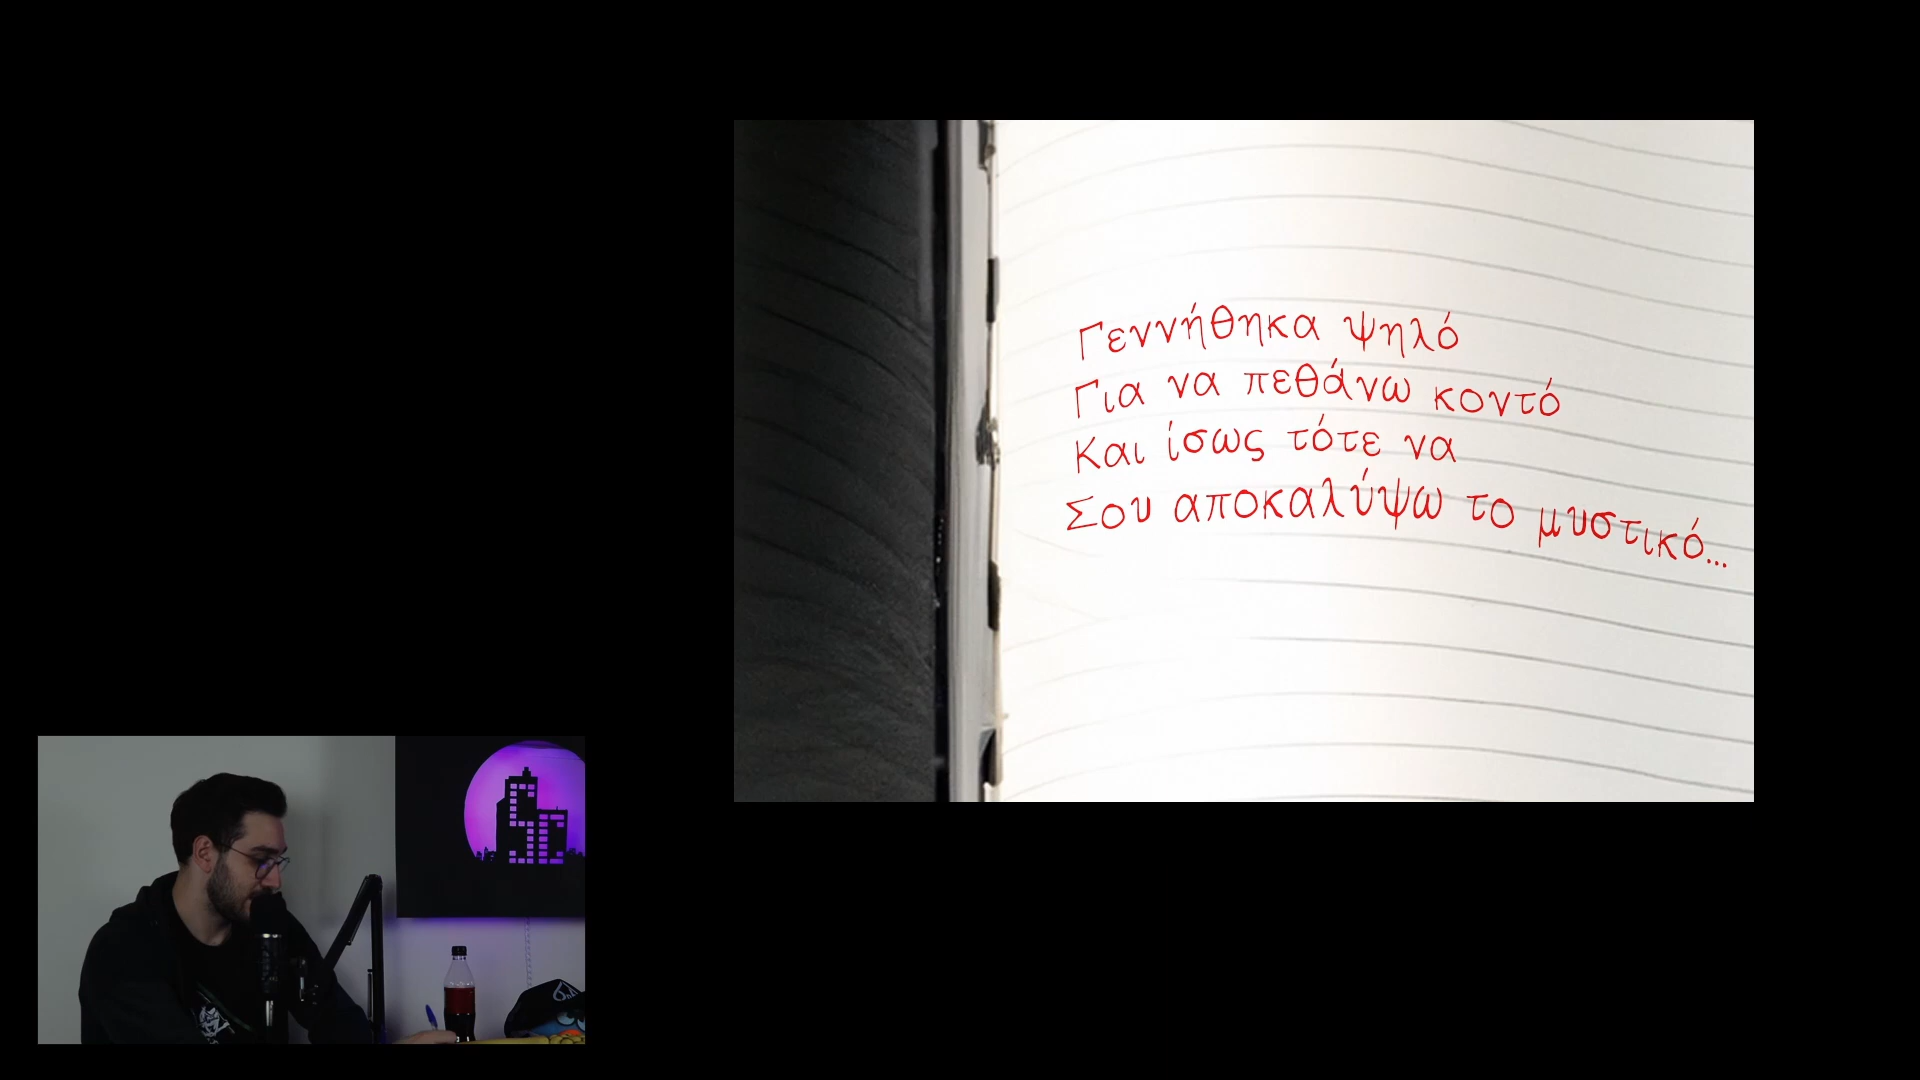 Γεννήθηκα ψηλό
Για να πεθάνω κοντό
Και ίσως τότε να
Σου αποκαλύψω το μυστικό...